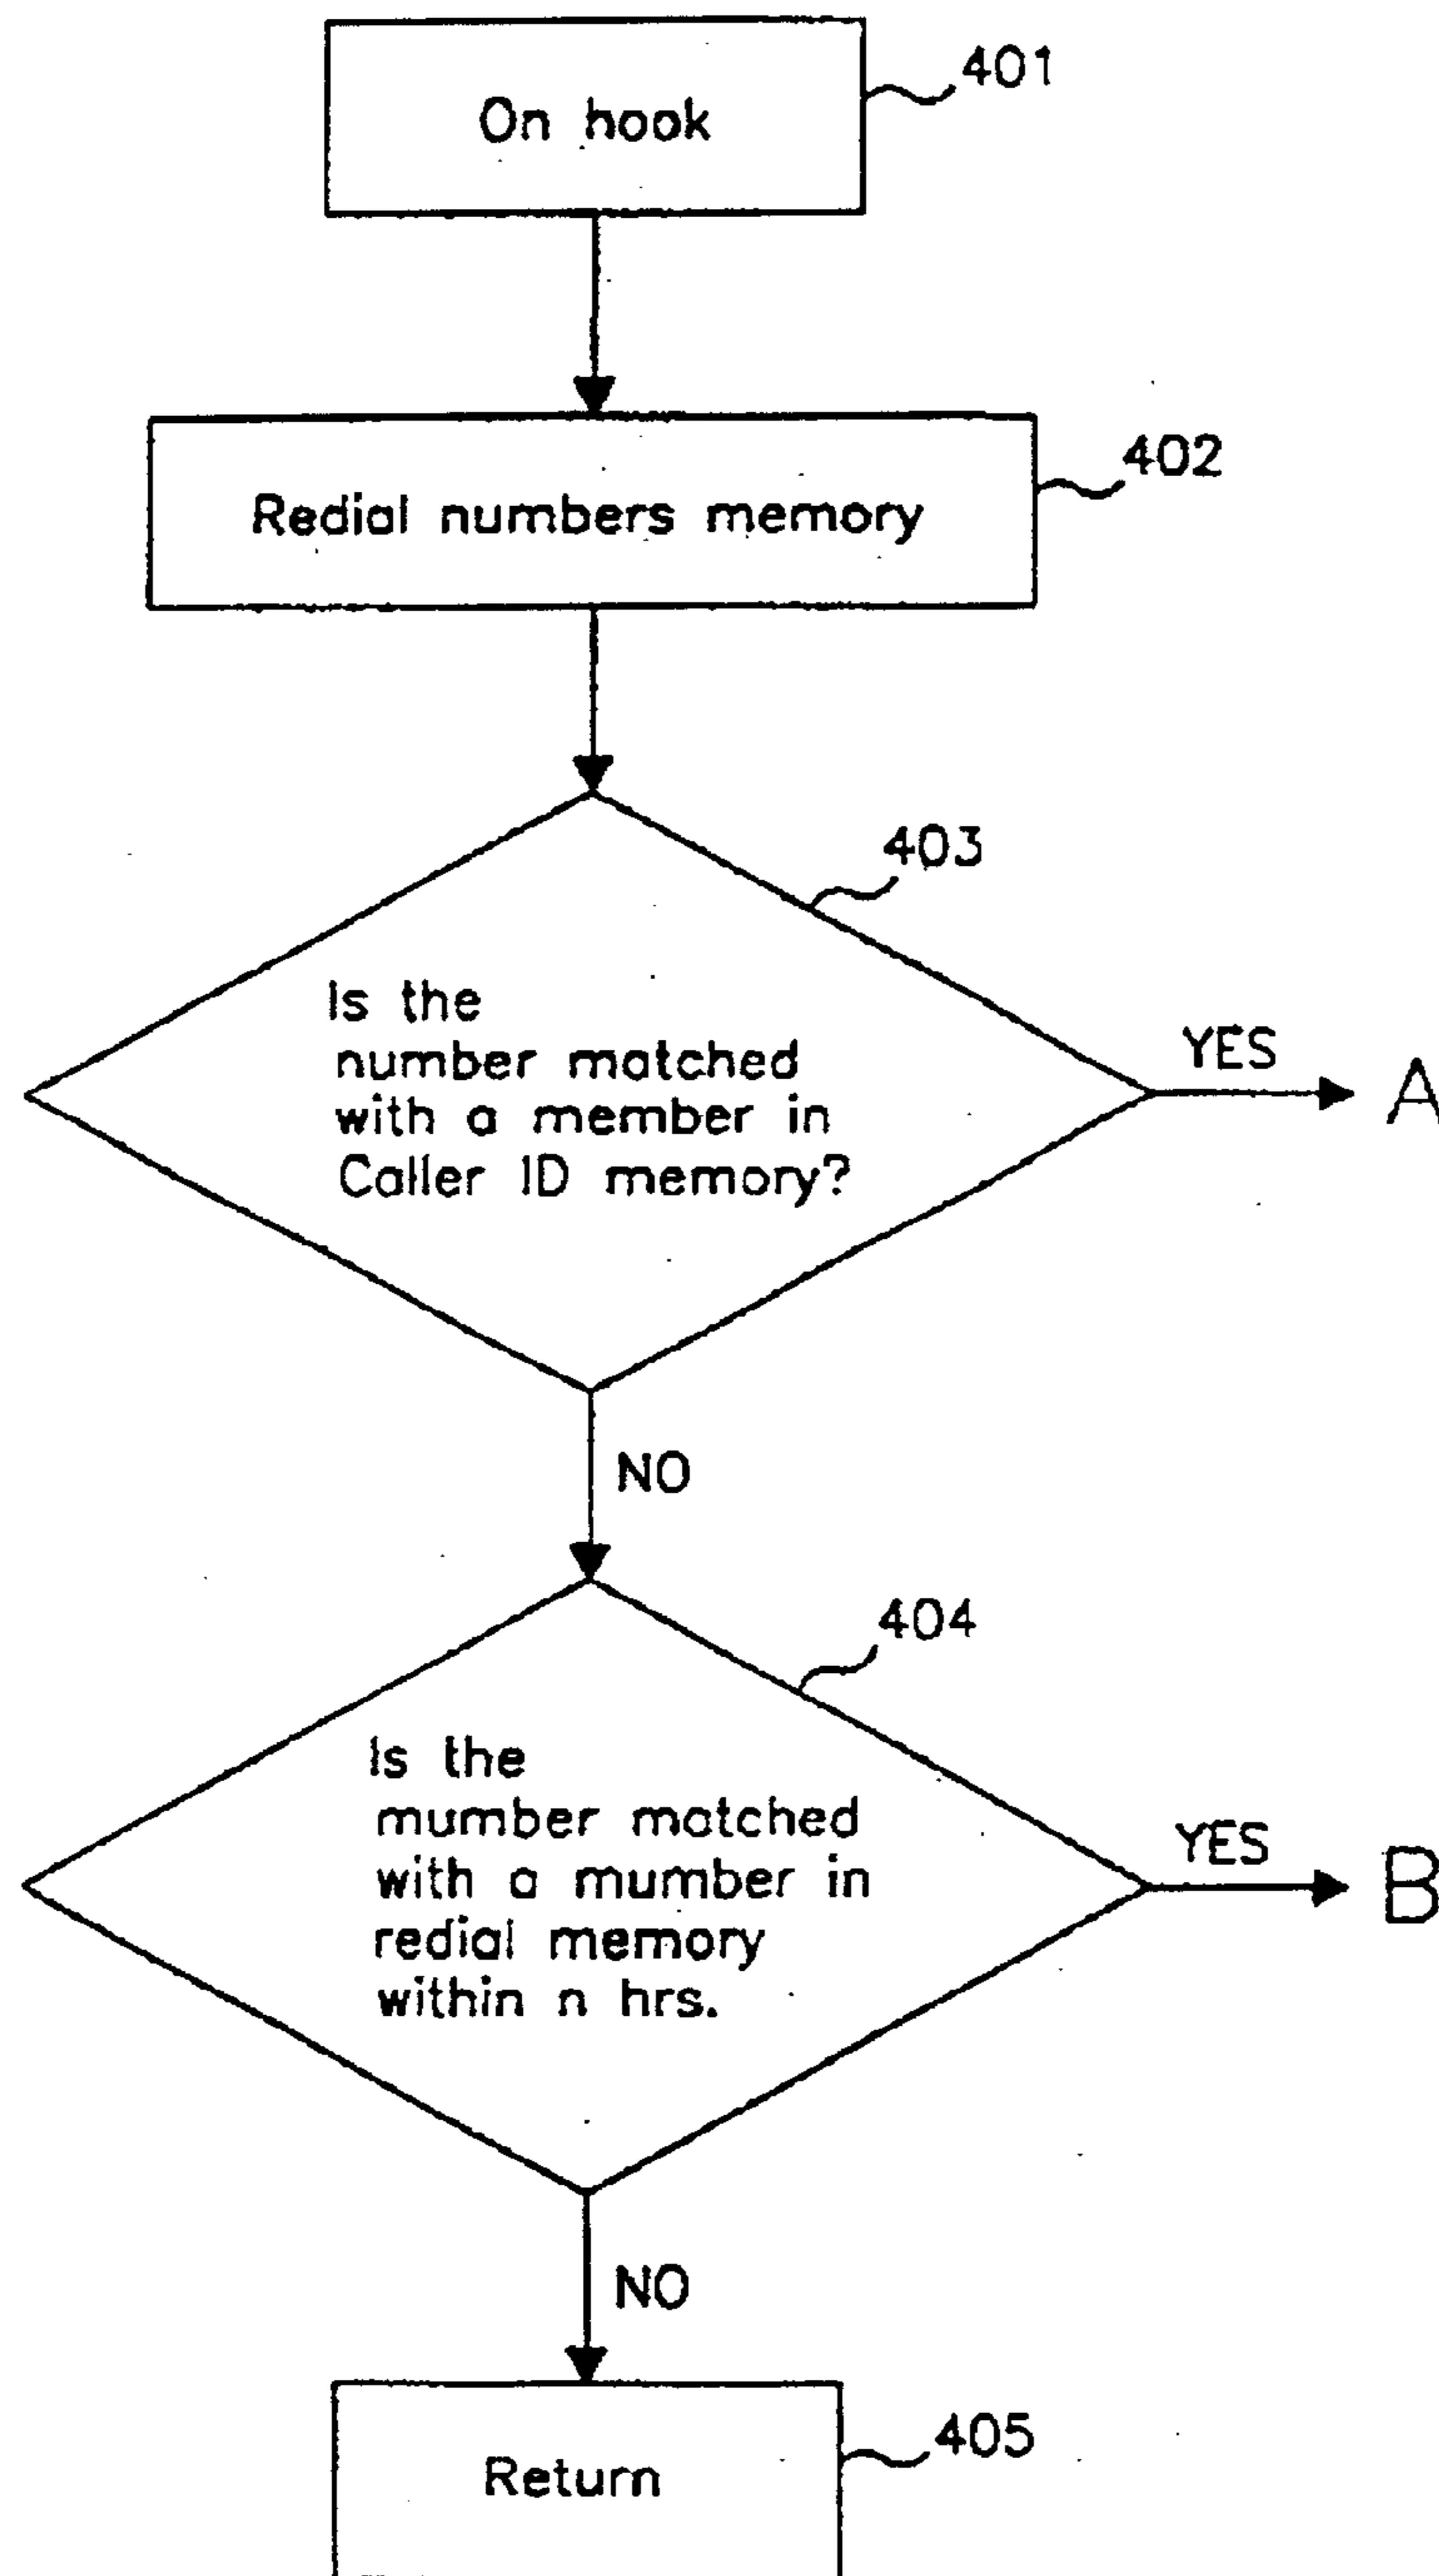 401
On hook
402
Redial numbers memory
403
Is the
number matched
with a member in
Caller ID memory?
YES
A
NO
404
Is the
mumber matched
with a mumber in
redial memory
within n hrs.
YES
B
NO
405
Return